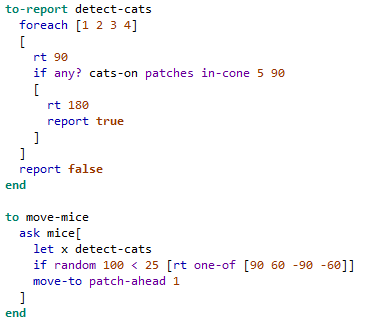 to-report detect-cats
foreach [1 2 3 4]
[
rt 90
if any? cats-on patches in-cone 5 90
[
rt 180
report true
]
]
report false
end
to move-mice
ask mice[
let x detect-cats
if random 100 < 25 [rt one-of [90 60 -90 -60]]
move-to patch-ahead 1
]
end